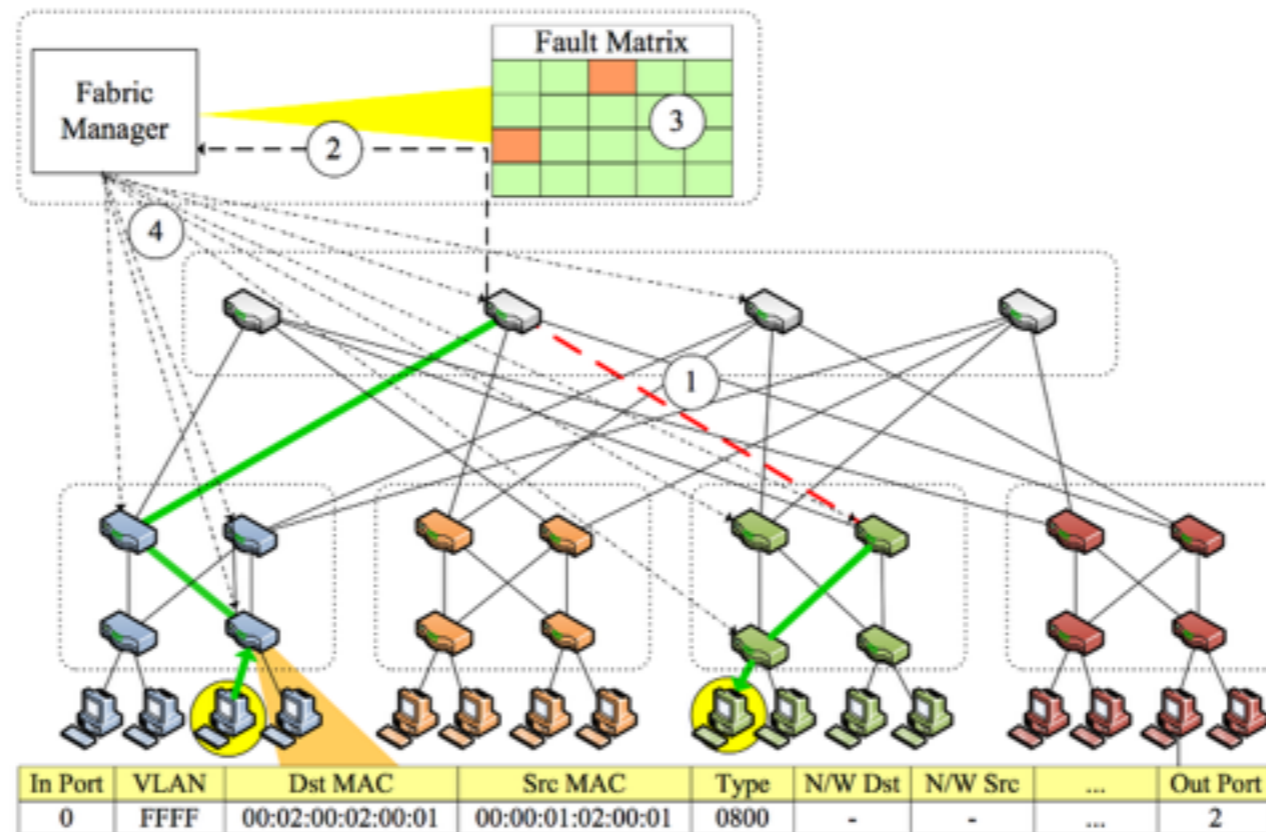 Fault Matrix
Fabric
Manager
3
2
4
1
In Port VLAN Dst MAC Src MAC Type N/W Dst N/W Src ... Out Port
0 FFFF 00:02:00:02:00:01 00:00:01:02:00:01 0800 - - ... 2